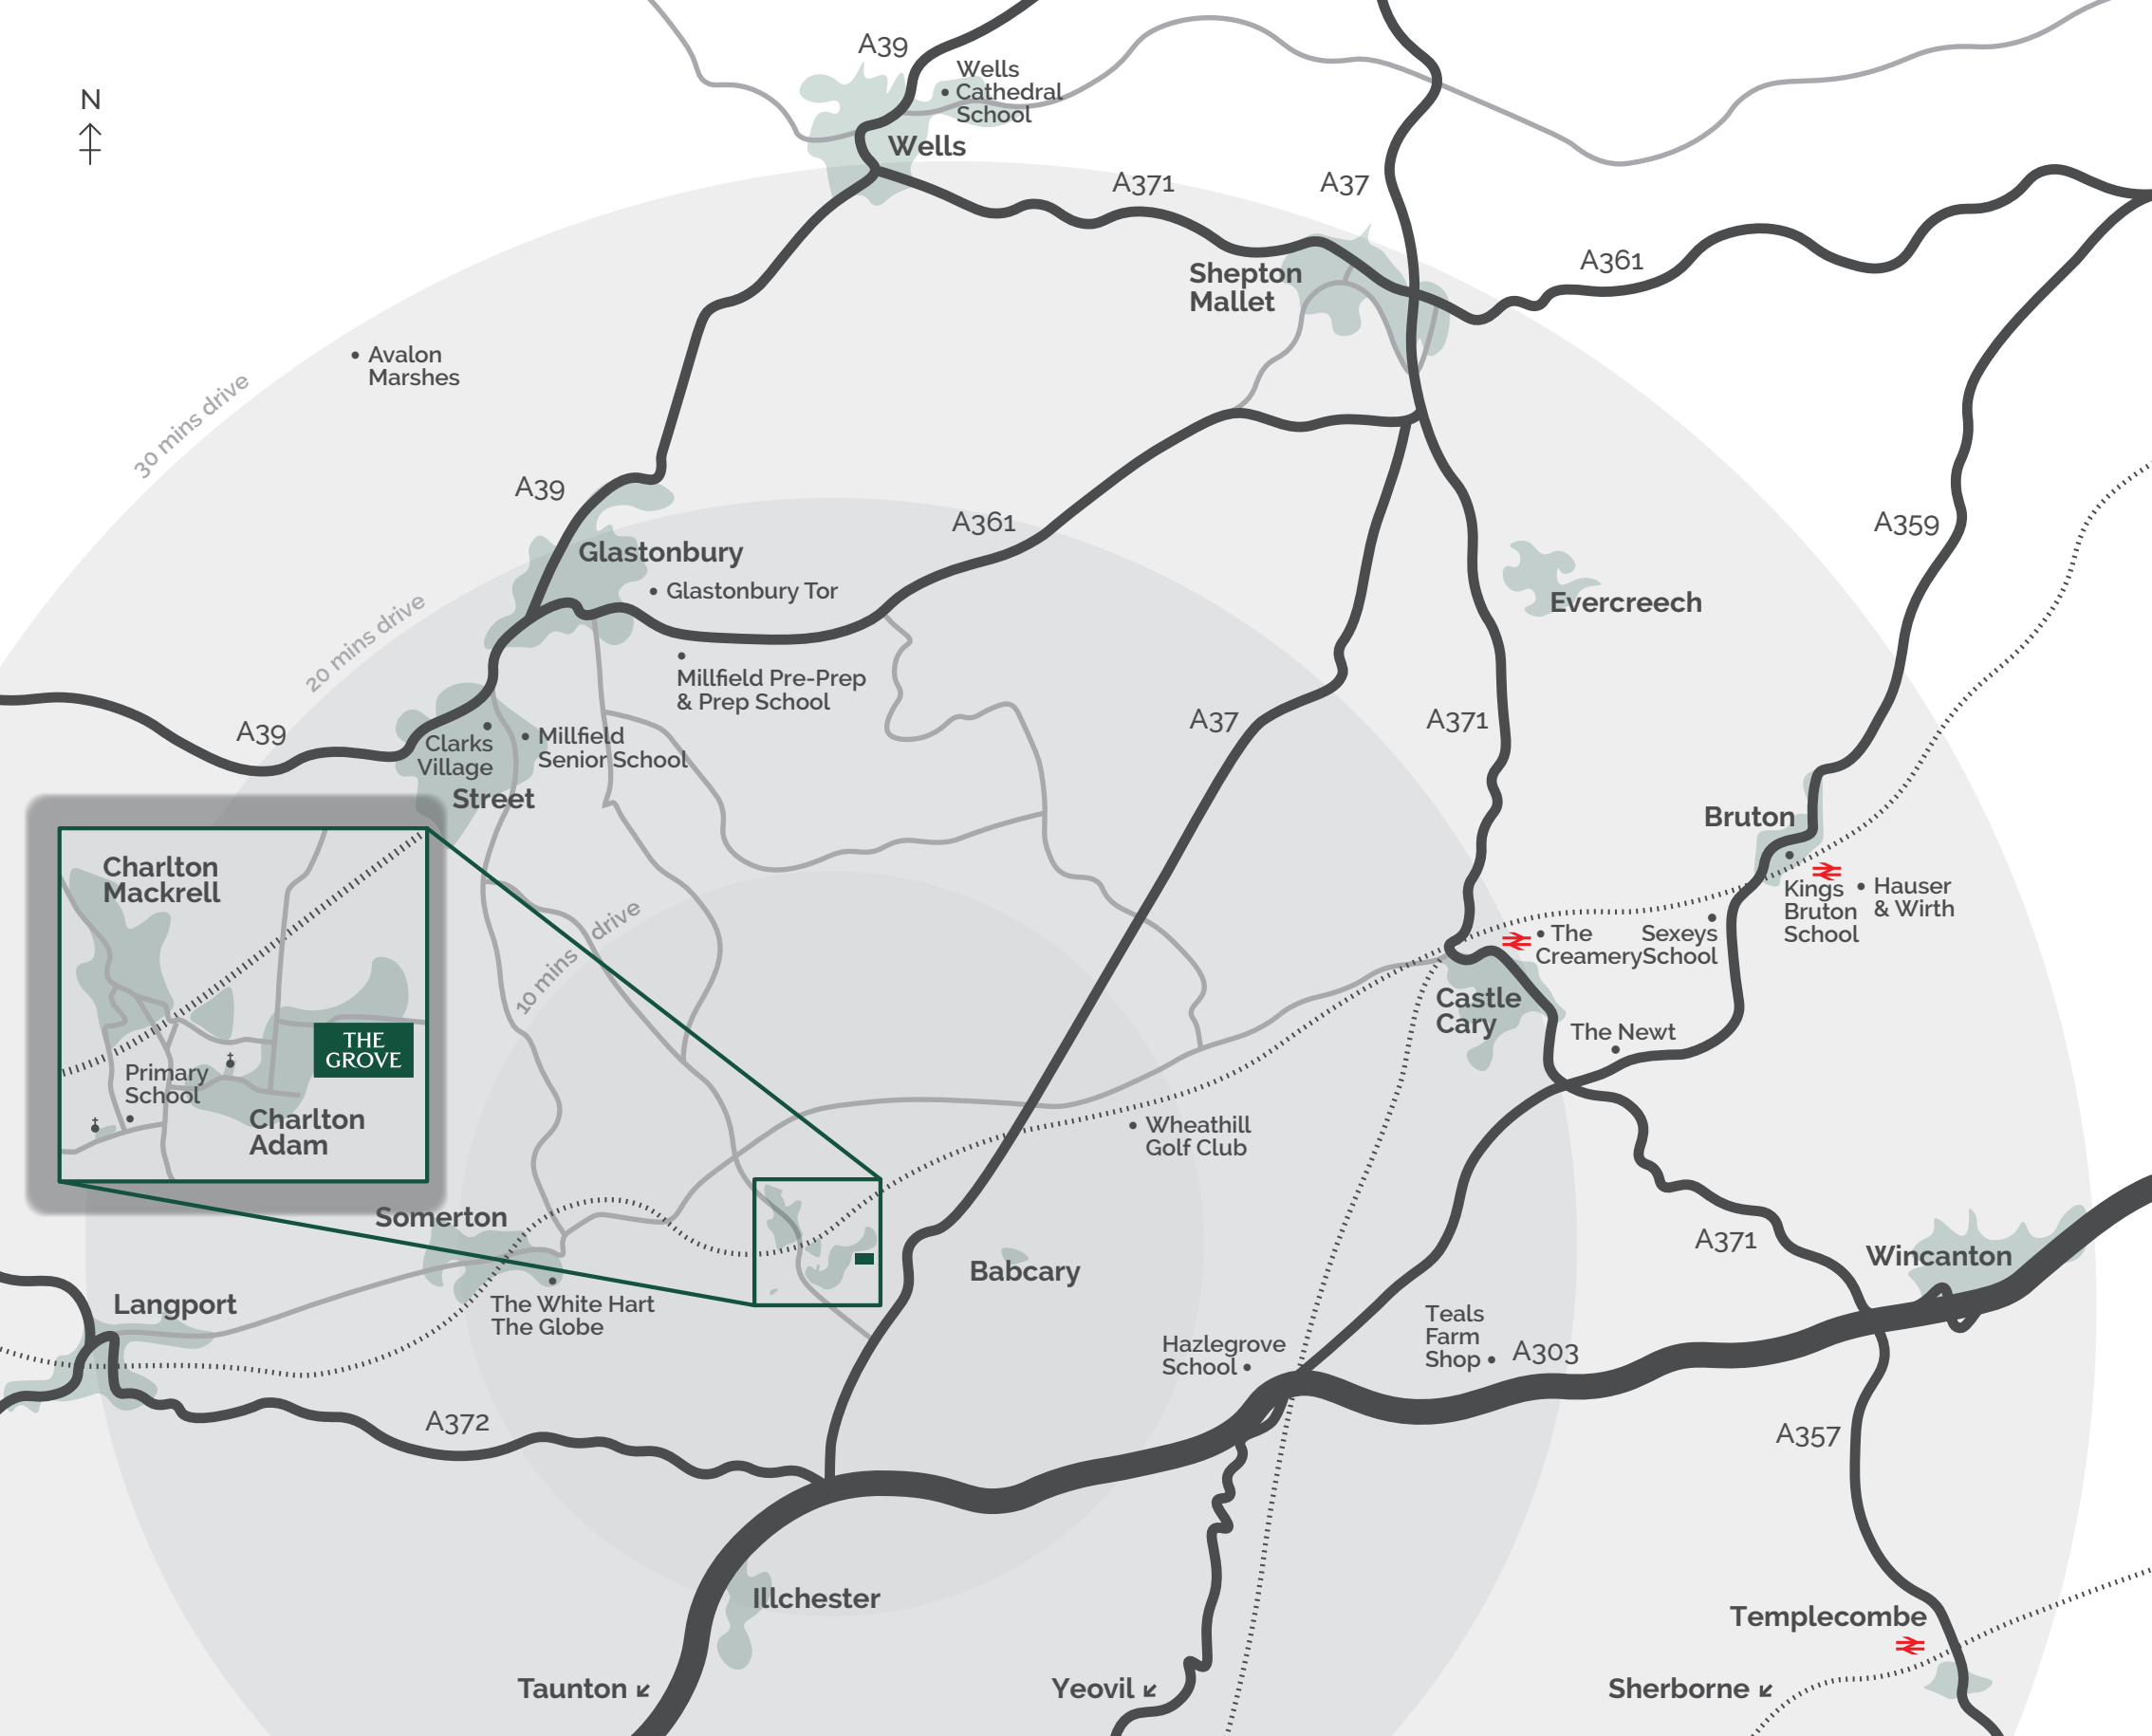 N
A39
Wells
Cathedral
School
Wells
A371
A37
Shepton
Mallet
A361
Avalon
Marshes
30 mins drive
A39
A361
A359
Glastonbury
Glastonbury Tor
Evercreech
20 mins drive
Millfield Pre-Prep
& Prep School
A39
A37
A371
Clarks
Village
Millfield
Senior School
Street
Bruton
Charlton
Mackrell
10 mins drive
Kings
Bruton
School
Hauser
& Wirth
The
Creamery
Sexeys
School
Castle
Cary
The Newt
THE
GROVE
Primary
School
Charlton
Adam
Wheathill
Golf Club
Somerton
A371
Wincanton
Babcary
Langport
The White Hart
The Globe
Hazlegrove
School
Teals
Farm
Shop
A303
A372
A357
Illchester
Templecombe
Taunton
Yeovil
Sherborne